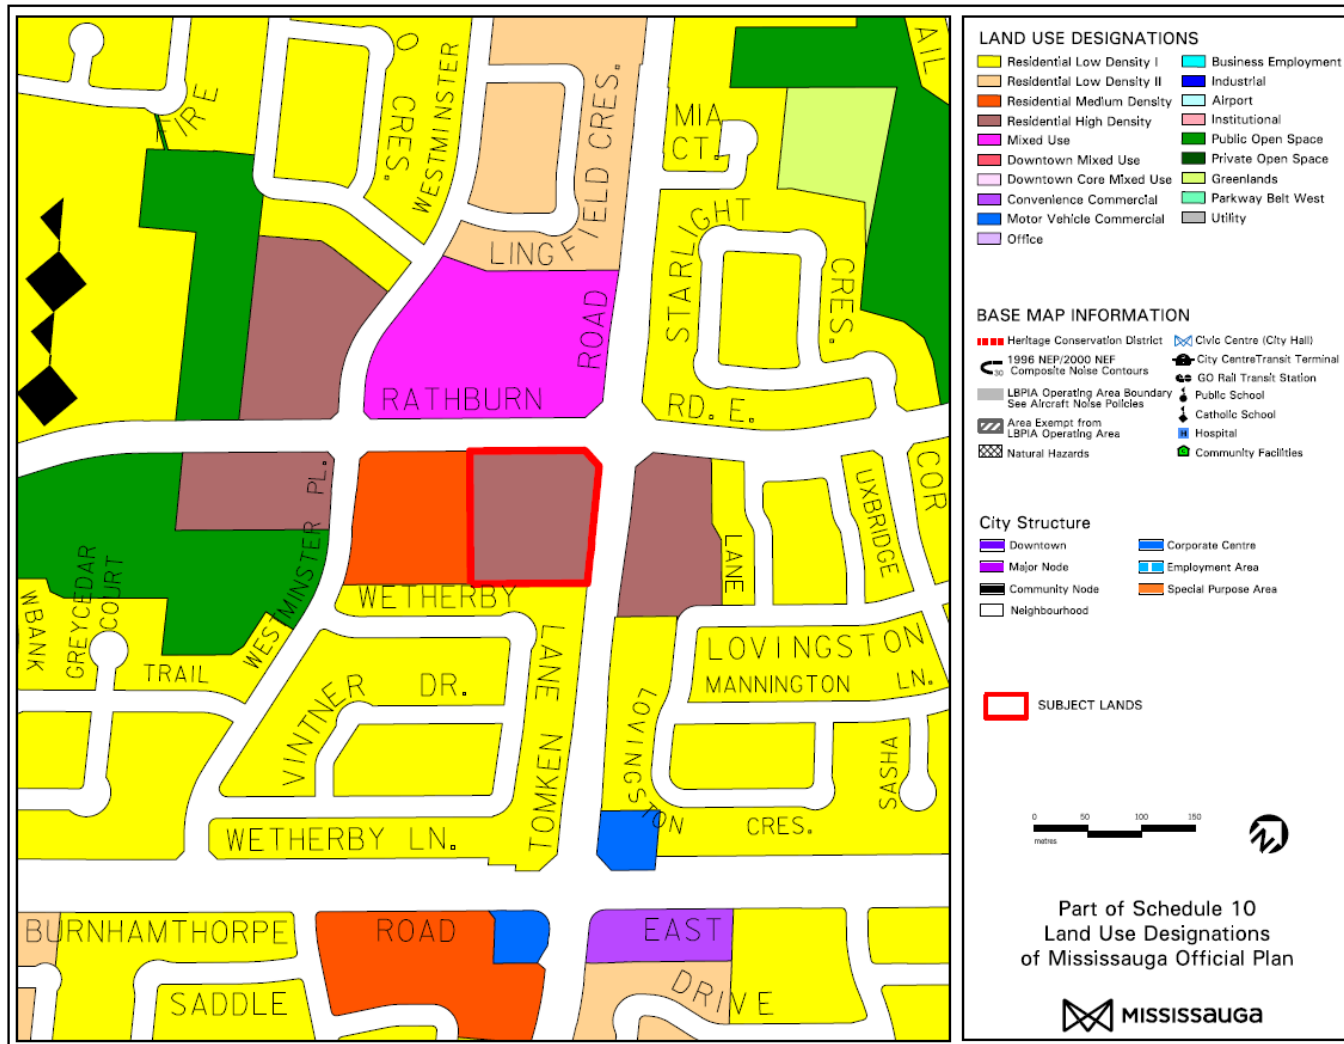 FIRE
O
CRES.
WESTMINSTER
LINGFIELD CRES.
MIA
CT.
AIL
STARLIGHT
CRES.
ROAD
RATHBURN
RD. E.
WESTMINSTER PL.
UXBRIDGE
COR
LANE
WETHERBY
GREYCEDAR
COURT
WBANK
TRAIL
LANE
LOVINGSTON
MANNINGTON LN.
VINTNER DR.
TOMKEN
LOVINGSTON CRES.
SASHA
WETHERBY LN.
BURNHAMTHORPE ROAD EAST
SADDLE
DRIVE
LAND USE DESIGNATIONS
Residential Low Density I
Residential Low Density II
Residential Medium Density
Residential High Density
Mixed Use
Downtown Mixed Use
Downtown Core Mixed Use
Convenience Commercial
Motor Vehicle Commercial
Office
Business Employment
Industrial
Airport
Institutional
Public Open Space
Private Open Space
Greenlands
Parkway Belt West
Utility
BASE MAP INFORMATION
Heritage Conservation District
30
1996 NEP/2000 NEF
Composite Noise Contours
LBPIA Operating Area Boundary
See Aircraft Noise Policies
Area Exempt from
LBPIA Operating Area
Natural Hazards
Civic Centre (City Hall)
City CentreTransit Terminal
GO Rail Transit Station
Public School
Catholic School
H
Hospital
Community Facilities
City Structure
Downtown
Major Node
Community Node
Neighbourhood
Corporate Centre
Employment Area
Special Purpose Area
SUBJECT LANDS
0 50 100 150
metres
Part of Schedule 10
Land Use Designations
of Mississauga Official Plan
MISSISSauGa